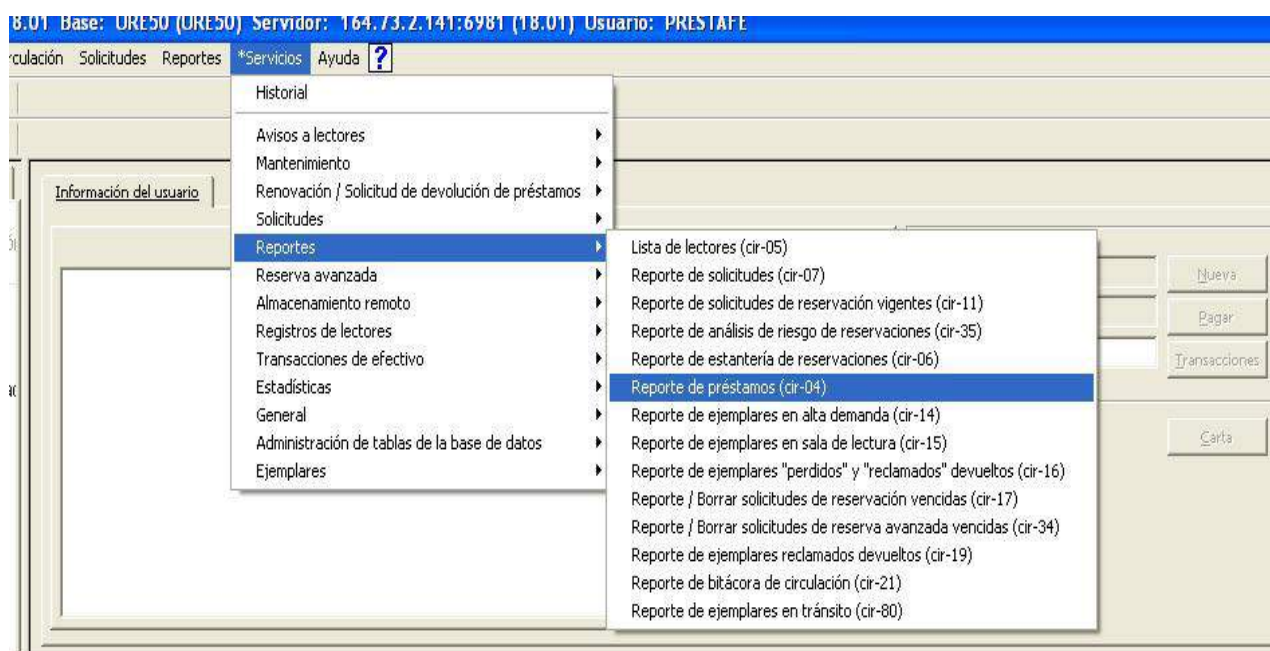 8.01 Base: URE50 (URE50) Servidor: 164.73.2.141:6981 (18.01) Usuario: PRESTAFE
rculación Solicitudes Reportes *Servicios Ayuda ?
Historial
Avisos a lectores
Mantenimiento
Renovación / Solicitud de devolución de préstamos
Solicitudes
Reportes
Reserva avanzada
Almacenamiento remoto
Registros de lectores
Transacciones de efectivo
Estadísticas
General
Administración de tablas de la base de datos
Ejemplares
Información del usuario
Lista de lectores (cir-05)
Reporte de solicitudes (cir-07)
Reporte de solicitudes de reservación vigentes (cir-11)
Reporte de análisis de riesgo de reservaciones (cir-35)
Reporte de estantería de reservaciones (cir-06)
Reporte de préstamos (cir-04)
Reporte de ejemplares en alta demanda (cir-14)
Reporte de ejemplares en sala de lectura (cir-15)
Reporte de ejemplares "perdidos" y "reclamados" devueltos (cir-16)
Reporte / Borrar solicitudes de reservación vencidas (cir-17)
Reporte / Borrar solicitudes de reserva avanzada vencidas (cir-34)
Reporte de ejemplares reclamados devueltos (cir-19)
Reporte de bitácora de circulación (cir-21)
Reporte de ejemplares en tránsito (cir-80)
Nueva
Pagar
Transacciones
Carta